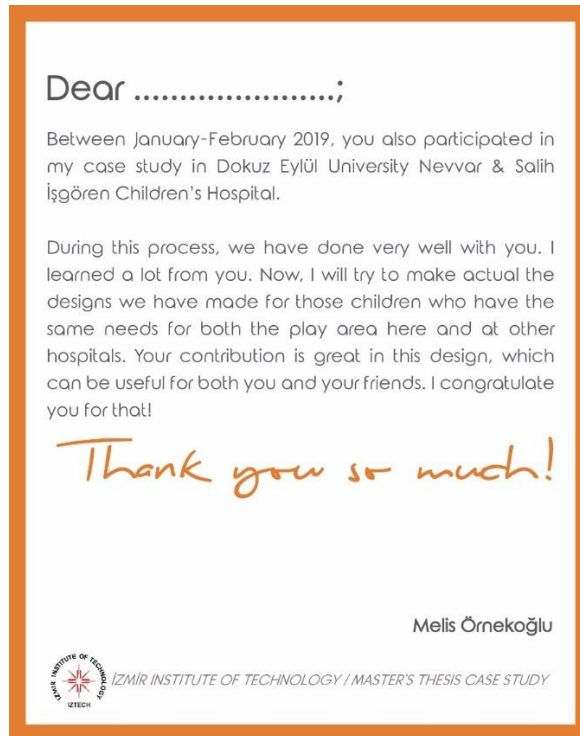 Dear ......................;
Between January-February 2019, you also participated in
my case study in Dokuz Eylül University Nevvar & Salih
İşgören Children's Hospital.
During this process, we have done very well with you. I
learned a lot from you. Now, I will try to make actual the
designs we have made for those children who have the
same needs for both the play area here and at other
hospitals. Your contribution is great in this design, which
can be useful for both you and your friends. I congratulate
you for that!
Thank you so much!
Melis Örnekoğlu
İZMİR INSTITUTE OF TECHNOLOGY
IZTECH
İZMİR INSTITUTE OF TECHNOLOGY / MASTER'S THESIS CASE STUDY